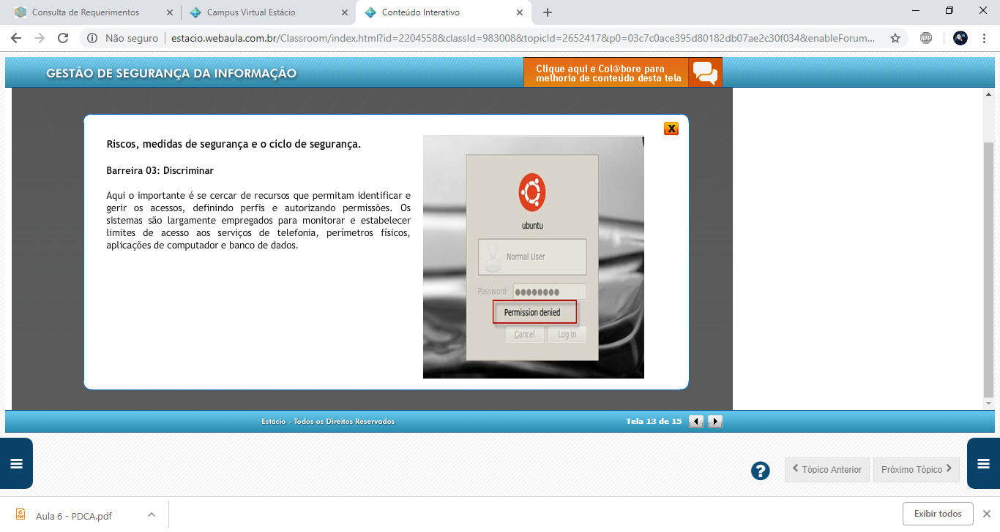 Consulta de Requerimentos
Campus Virtual Estácio
Conteúdo Interativo
Não seguro
estacio.webaula.com.br/Classroom/index.html?id=2204558&classId=983008&topicId=2652417&p0=03c7c0ace395d80182db07ae2c30f034&enableForum...
ABP
GESTÃO DE SEGURANÇA DA INFORMAÇÃO
Clique aqui e Col@bore para
melhoria de conteúdo desta tela
X
Riscos, medidas de segurança e o ciclo de segurança.
Barreira 03: Discriminar
Aqui o importante é se cercar de recursos que permitam identificar e
gerir os acessos, definindo perfis e autorizando permissões. Os
sistemas são largamente empregados para monitorar e estabelecer
limites de acesso aos serviços de telefonia, perímetros físicos,
aplicações de computador e banco de dados.
ubuntu
Normal User
Password:
Permission denied
Cancel
Log In
Estácio - Todos os Direitos Reservados
Tela 13 de 15
?
Tópico Anterior
Próximo Tópico
Aula 6 - PDCA.pdf
Exibir todos